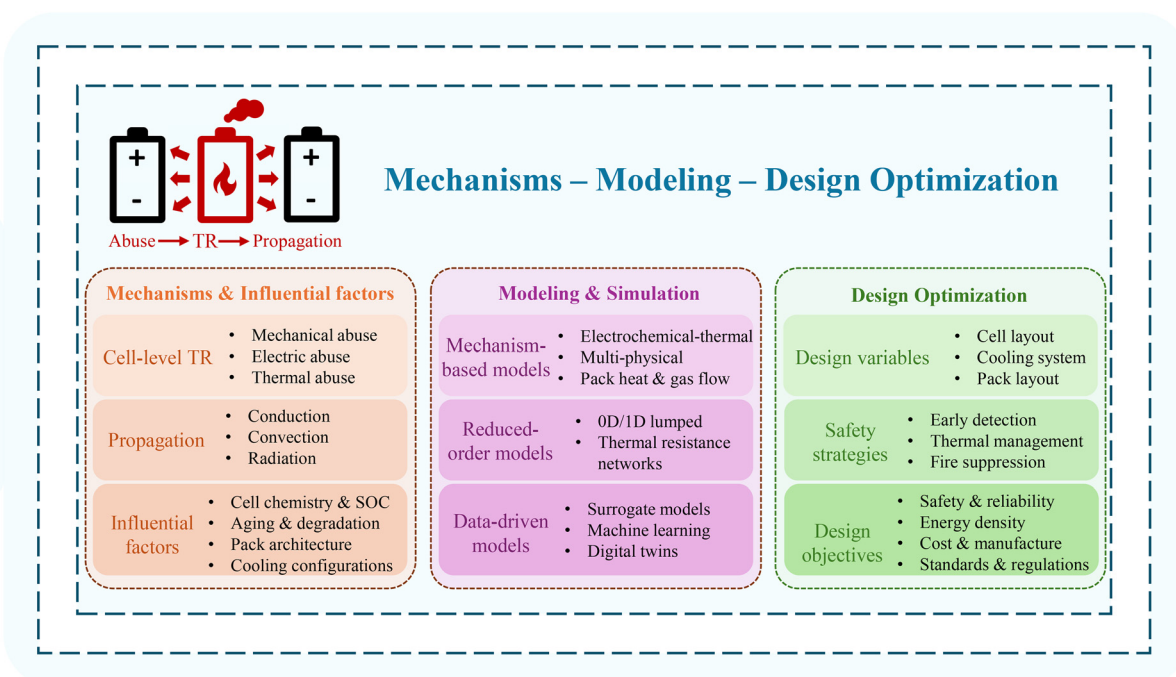 Mechanisms – Modeling – Design Optimization
+
-
+
-
Abuse → TR → Propagation
Mechanisms & Influential factors
Cell-level TR
• Mechanical abuse
• Electric abuse
• Thermal abuse
Propagation
• Conduction
• Convection
• Radiation
Influential
factors
• Cell chemistry & SOC
• Aging & degradation
• Pack architecture
• Cooling configurations
Modeling & Simulation
Mechanism-
based models
• Electrochemical-thermal
• Multi-physical
• Pack heat & gas flow
Reduced-
order models
• 0D/1D lumped
• Thermal resistance
networks
Data-driven
models
• Surrogate models
• Machine learning
• Digital twins
Design Optimization
Design variables
• Cell layout
• Cooling system
• Pack layout
Safety
strategies
• Early detection
• Thermal management
• Fire suppression
Design
objectives
• Safety & reliability
• Energy density
• Cost & manufacture
• Standards & regulations